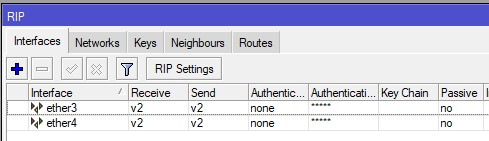 RIP
Interfaces Networks Keys Neighbours Routes
RIP Settings
Interface Receive Send Authentic... Authenticati... Key Chain Passive
ether3 v2 v2 none ***** no
ether4 v2 v2 none ***** no